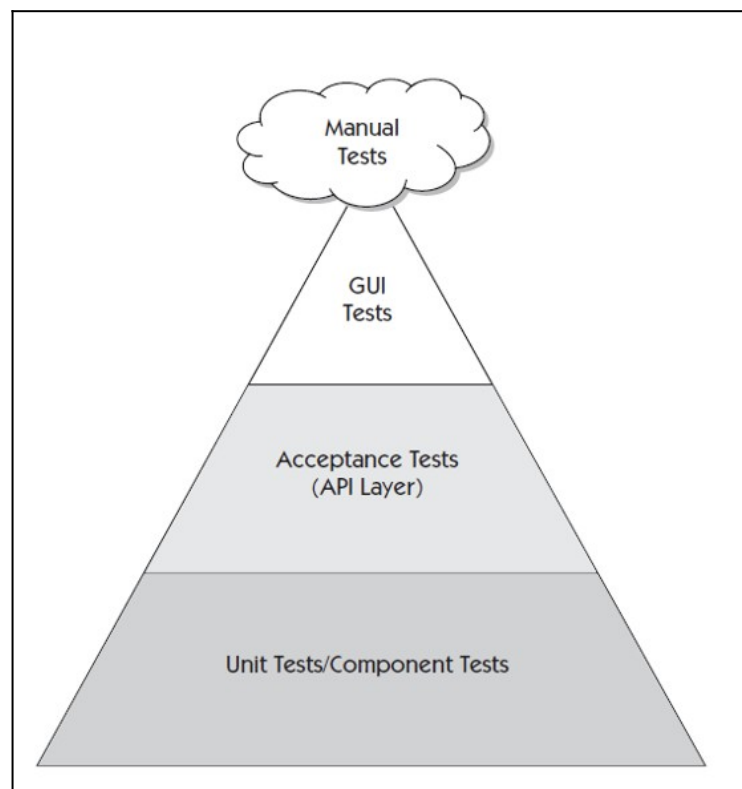 Manual
Tests
GUI
Tests
Acceptance Tests
(API Layer)
Unit Tests/Component Tests